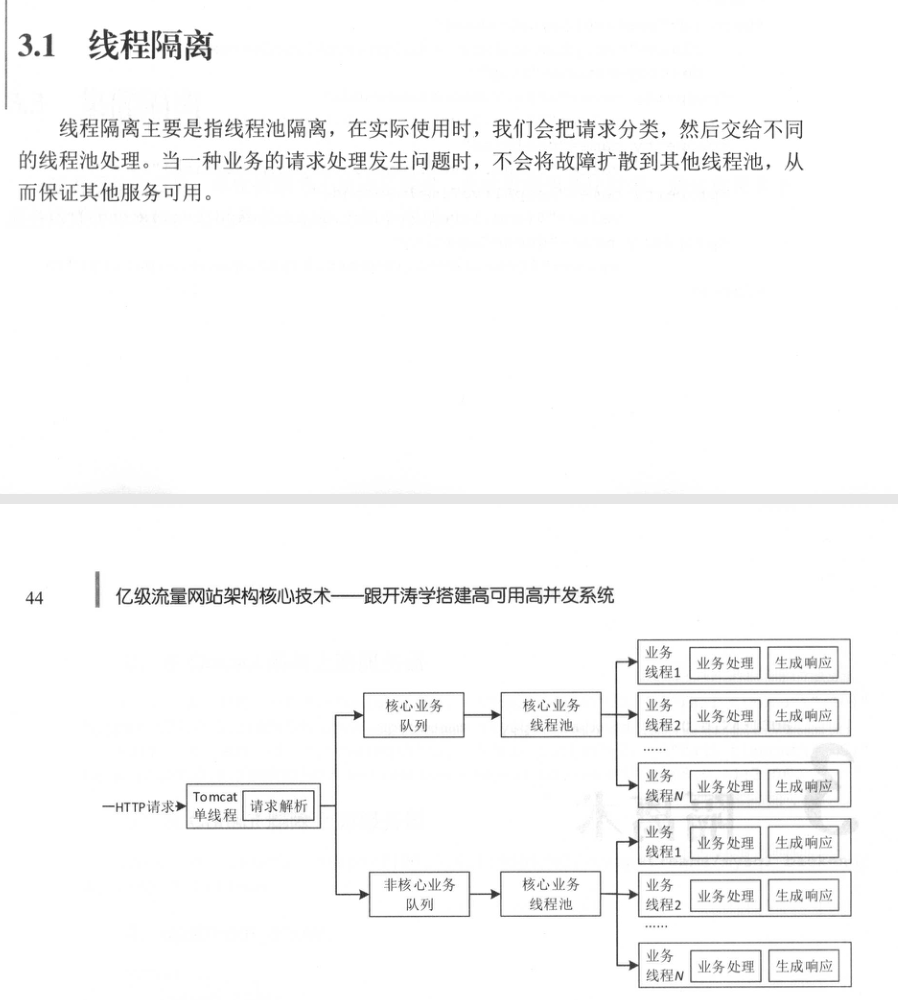 3.1 线程隔离
线程隔离主要是指线程池隔离，在实际使用时，我们会把请求分类，然后交给不同
的线程池处理。当一种业务的请求处理发生问题时，不会将故障扩散到其他线程池，从
而保证其他服务可用。
44 亿级流量网站架构核心技术——跟开涛学搭建高可用高并发系统
HTTP请求
Tomcat
单线程
请求解析
核心业务
队列
核心业务
线程池
业务
线程1
业务处理
生成响应
业务
线程2
业务处理
生成响应
……
业务
线程N
业务处理
生成响应
非核心业务
队列
核心业务
线程池
业务
线程1
业务处理
生成响应
业务
线程2
业务处理
生成响应
……
业务
线程N
业务处理
生成响应